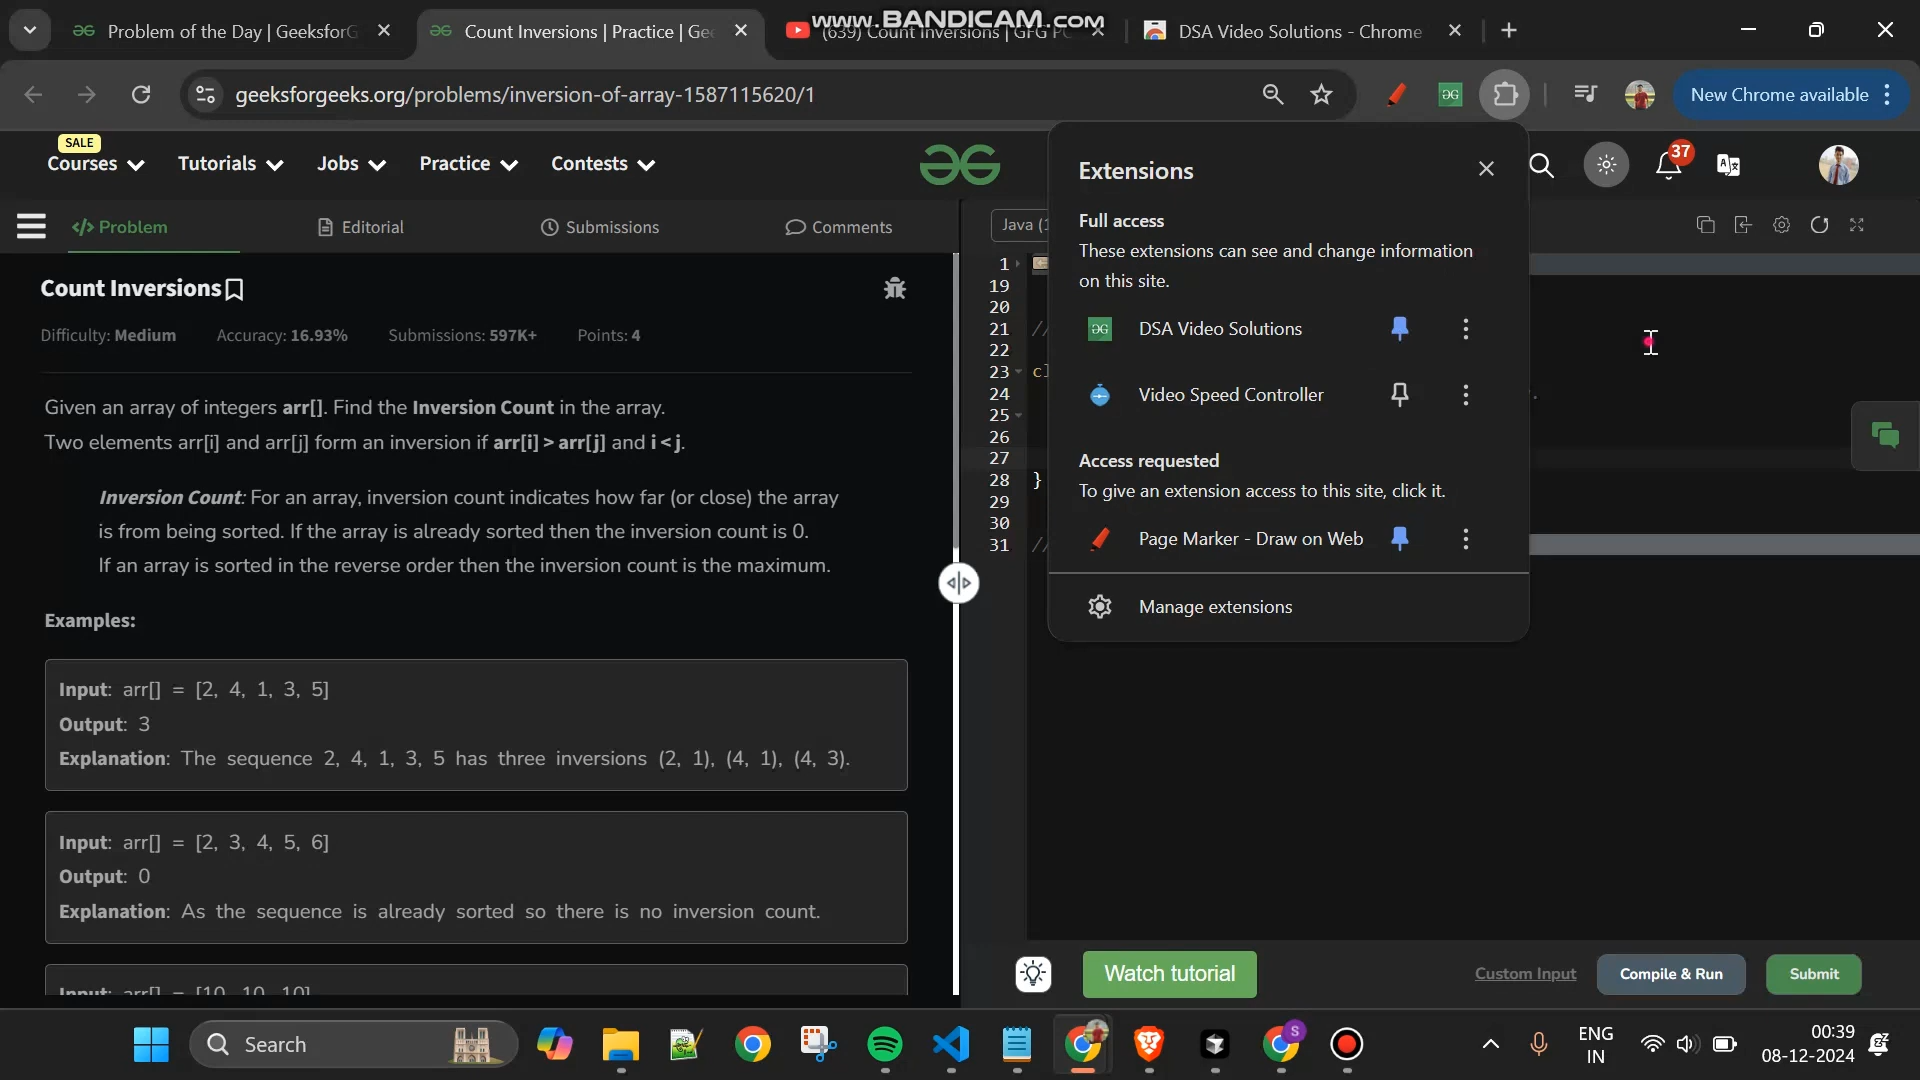 Problem of the Day | Geeksfor
Count Inversions | Practice | Ge
www.BANDICAM.com
(639) Count Inversions | GFG P
DSA Video Solutions - Chrome
geeksforgeeks.org/problems/inversion-of-array-1587115620/1
New Chrome available
SALE
Courses
Tutorials
Jobs
Practice
Contests
37
Problem
Editorial
Submissions
Comments
Java (1
Count Inversions
Difficulty: Medium
Accuracy: 16.93%
Submissions: 597K+
Points: 4
Given an array of integers arr[]. Find the Inversion Count in the array.
Two elements arr[i] and arr[j] form an inversion if arr[i] > arr[j] and i < j.
Inversion Count: For an array, inversion count indicates how far (or close) the array
is from being sorted. If the array is already sorted then the inversion count is 0.
If an array is sorted in the reverse order then the inversion count is the maximum.
Examples:
Input: arr[] = [2, 4, 1, 3, 5]
Output: 3
Explanation: The sequence 2, 4, 1, 3, 5 has three inversions (2, 1), (4, 1), (4, 3).
Input: arr[] = [2, 3, 4, 5, 6]
Output: 0
Explanation: As the sequence is already sorted so there is no inversion count.
Input: arr[] = [10, 10, 10]
1
19
20
21 //
22
23 cl
24
25
26
27
28 }
29
30
31 //
Extensions
Full access
These extensions can see and change information
on this site.
DSA Video Solutions
Video Speed Controller
Access requested
To give an extension access to this site, click it.
Page Marker - Draw on Web
Manage extensions
Watch tutorial
Custom Input
Compile & Run
Submit
Search
S
ENG
IN
00:39
08-12-2024